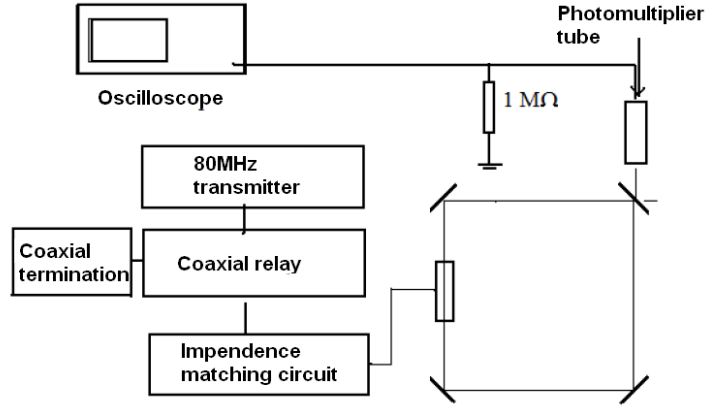 Photomultiplier
tube
Oscilloscope
1 MΩ
80MHz
transmitter
Coaxial
termination
Coaxial relay
Impendence
matching circuit